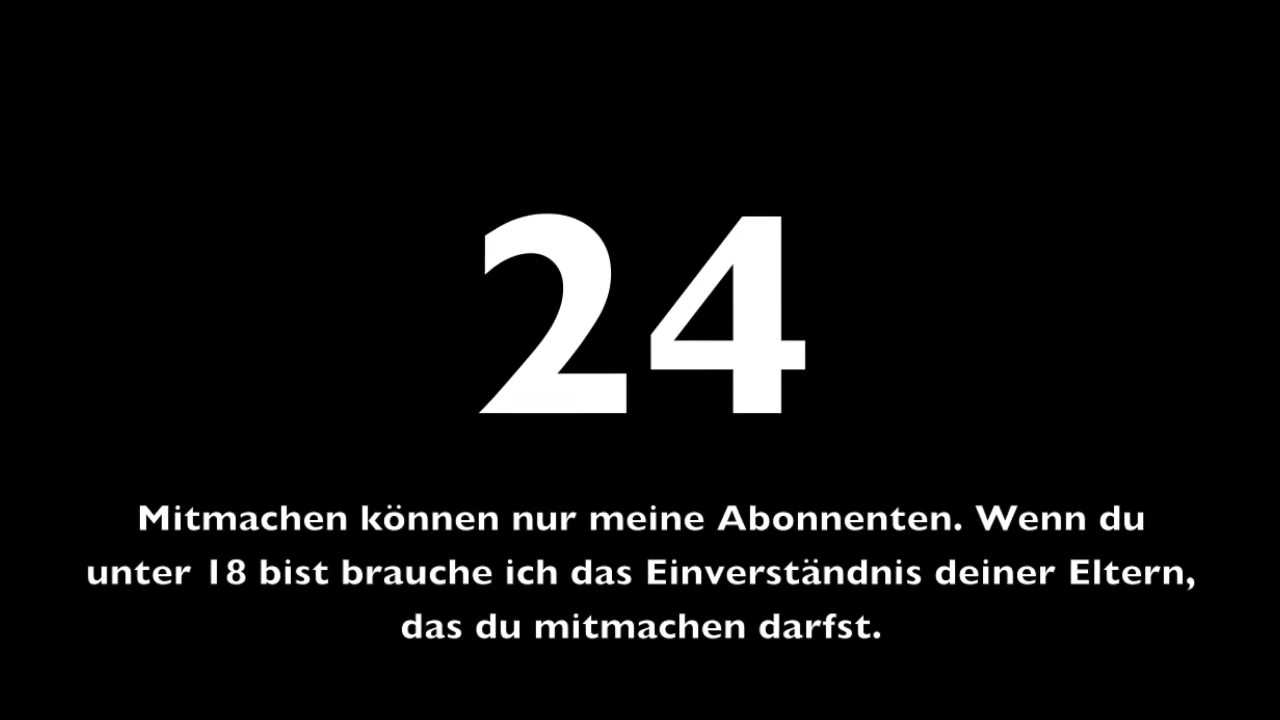 24
Mitmachen können nur meine Abonnenten. Wenn du
unter 18 bist brauche ich das Einverständnis deiner Eltern,
das du mitmachen darfst.